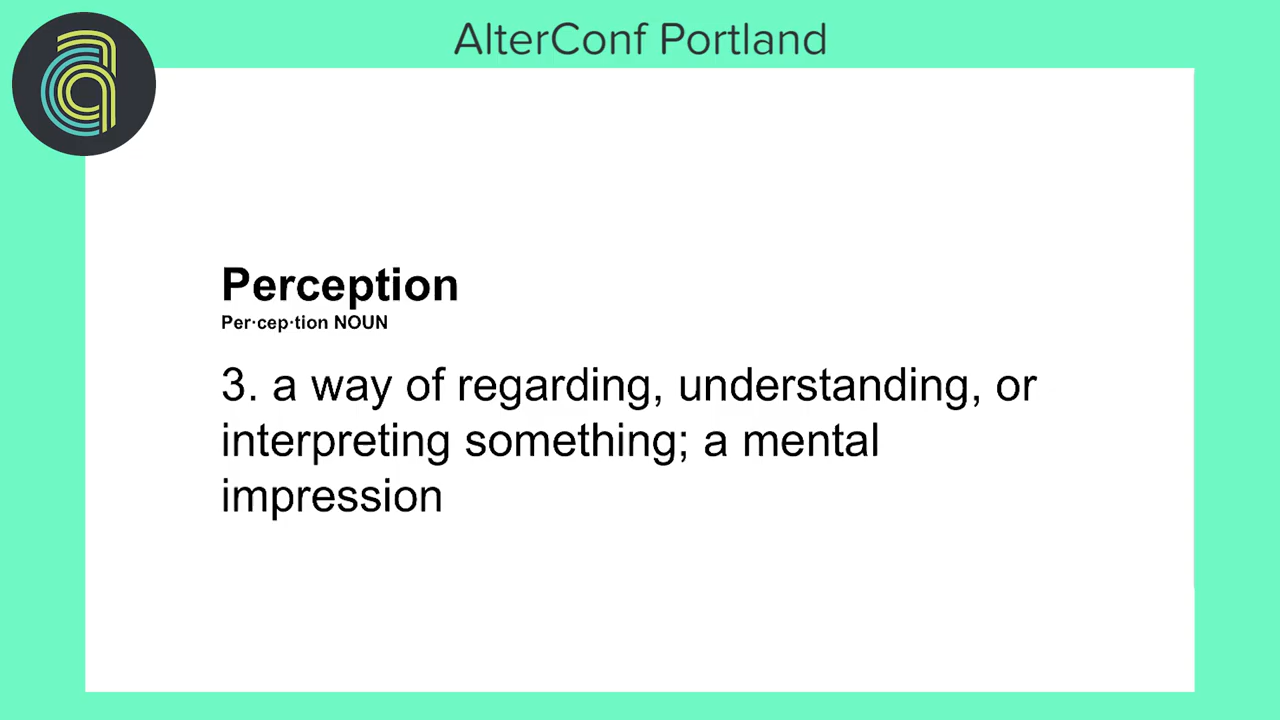 AlterConf Portland
Perception
Per·cep·tion NOUN
3. a way of regarding, understanding, or
interpreting something; a mental
impression